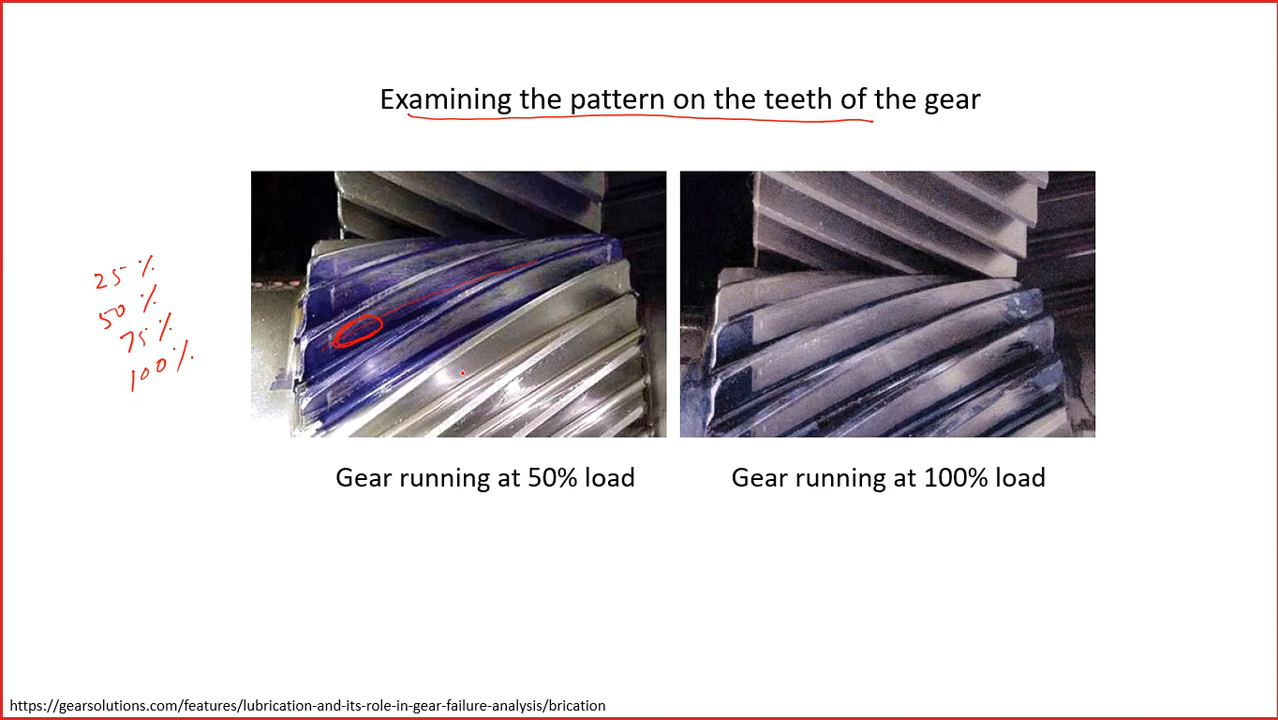 Examining the pattern on the teeth of the gear
25%
50%
75%
100%
Gear running at 50% load
Gear running at 100% load
https://gearsolutions.com/features/lubrication-and-its-role-in-gear-failure-analysis/brication